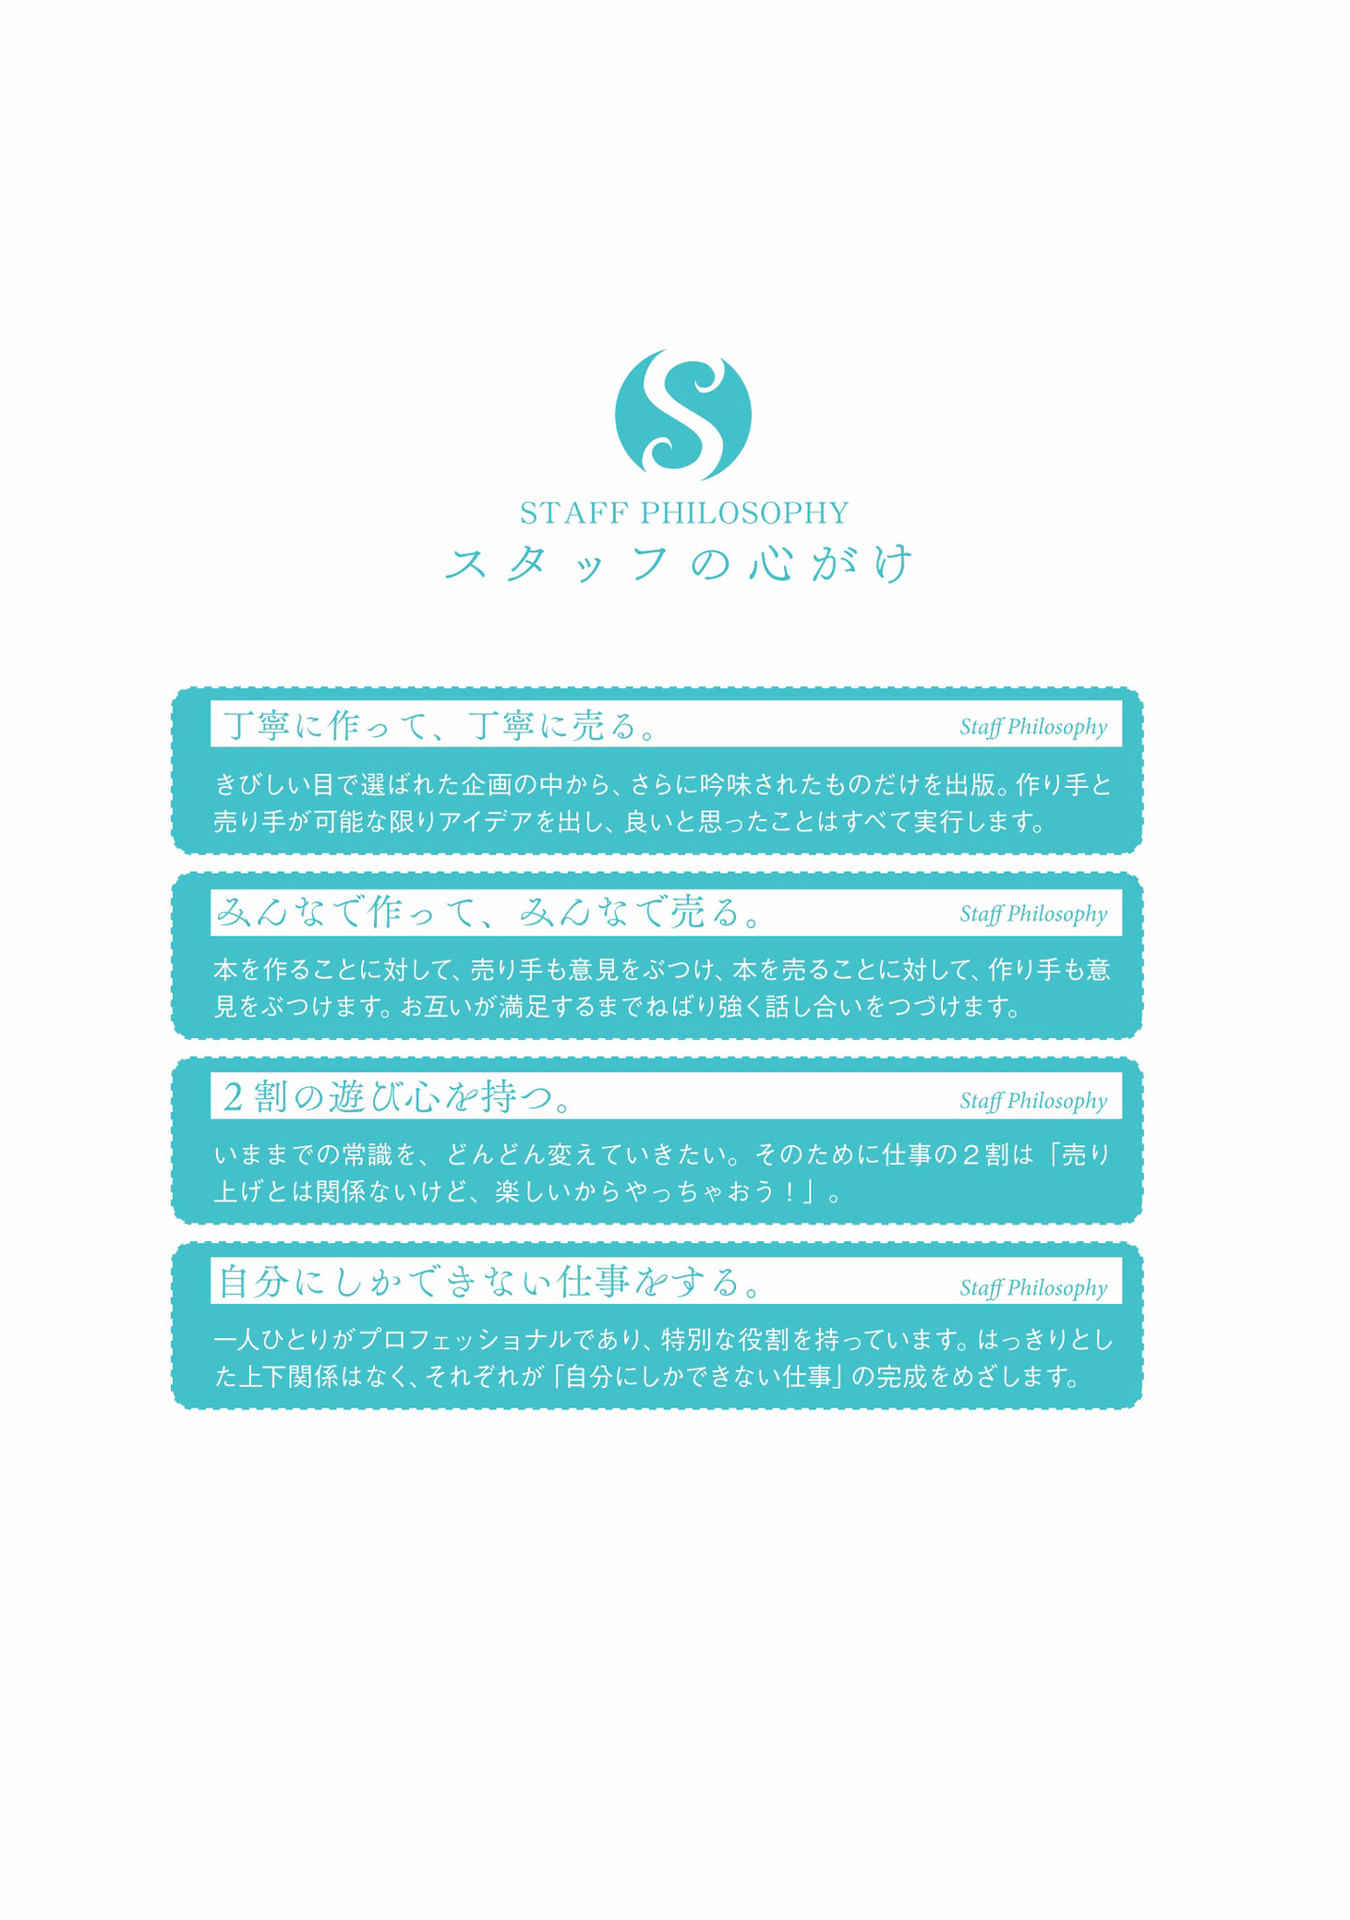 S
STAFF PHILOSOPHY
スタッフの心がけ
丁寧に作って、丁寧に売る。 Staff Philosophy
きびしい目で選ばれた企画の中から、さらに吟味されたものだけを出版。作り手と
売り手が可能な限りアイデアを出し、良いと思ったことはすべて実行します。
みんなで作って、みんなで売る。 Staff Philosophy
本を作ることに対して、売り手も意見をぶつけ、本を売ることに対して、作り手も意
見をぶつけます。お互いが満足するまでねばり強く話し合いをつづけます。
２割の遊び心を持つ。 Staff Philosophy
いままでの常識を、どんどん変えていきたい。そのために仕事の２割は「売り
上げとは関係ないけど、楽しいからやっちゃおう！」。
自分にしかできない仕事をする。 Staff Philosophy
一人ひとりがプロフェッショナルであり、特別な役割を持っています。はっきりとし
た上下関係はなく、それぞれが「自分にしかできない仕事」の完成をめざします。